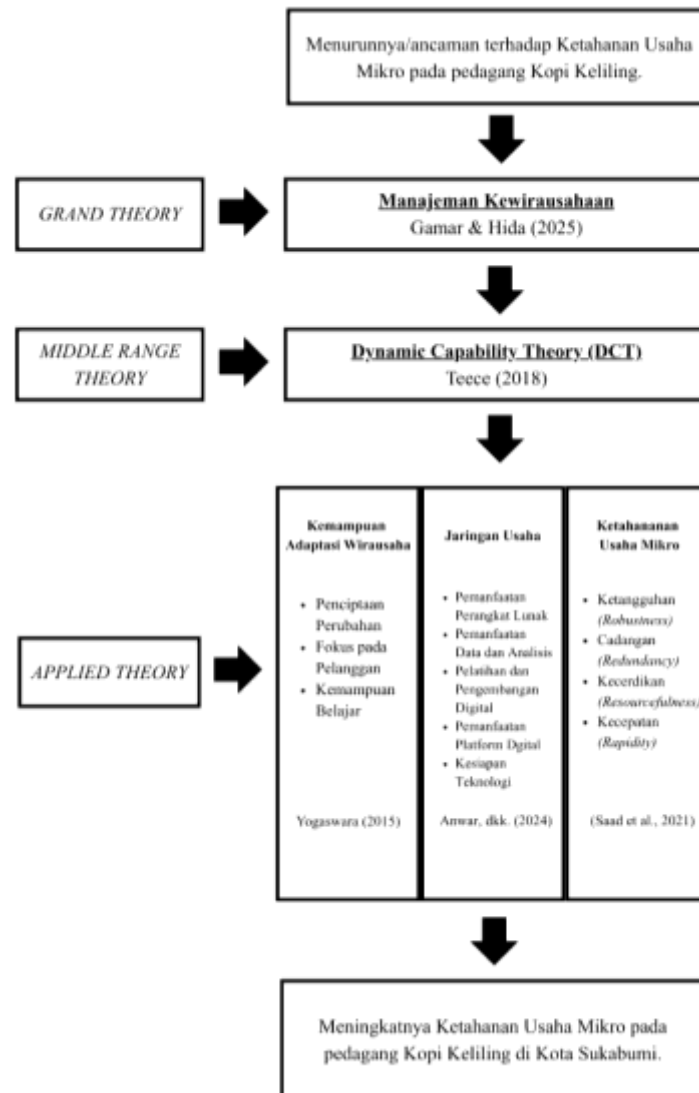 Menurunnya/ancaman terhadap Ketahanan Usaha
Mikro pada pedagang Kopi Keliling.
GRAND THEORY
Manajeman Kewirausahaan
Gamar & Hida (2025)
MIDDLE RANGE
THEORY
Dynamic Capability Theory (DCT)
Teece (2018)
APPLIED THEORY
Kemampuan
Adaptasi Wirausaha
• Penciptaan
Perubahan
• Fokus pada
Pelanggan
• Kemampuan
Belajar
Yogaswara (2015)
Jaringan Usaha
• Pemanfaatan
Perangkat Lunak
• Pemanfaatan
Data dan Analisis
• Pelatihan dan
Pengembangan
Digital
• Pemanfaatan
Platform Dgital
• Kesiapan
Teknologi
Anwar, dkk. (2024)
Ketahananan
Usaha Mikro
• Ketangguhan
(Robustness)
• Cadangan
(Redundancy)
• Kecerdikan
(Resourcefulness)
• Kecepatan
(Rapidity)
(Saad et al., 2021)
Meningkatnya Ketahanan Usaha Mikro pada
pedagang Kopi Keliling di Kota Sukabumi.